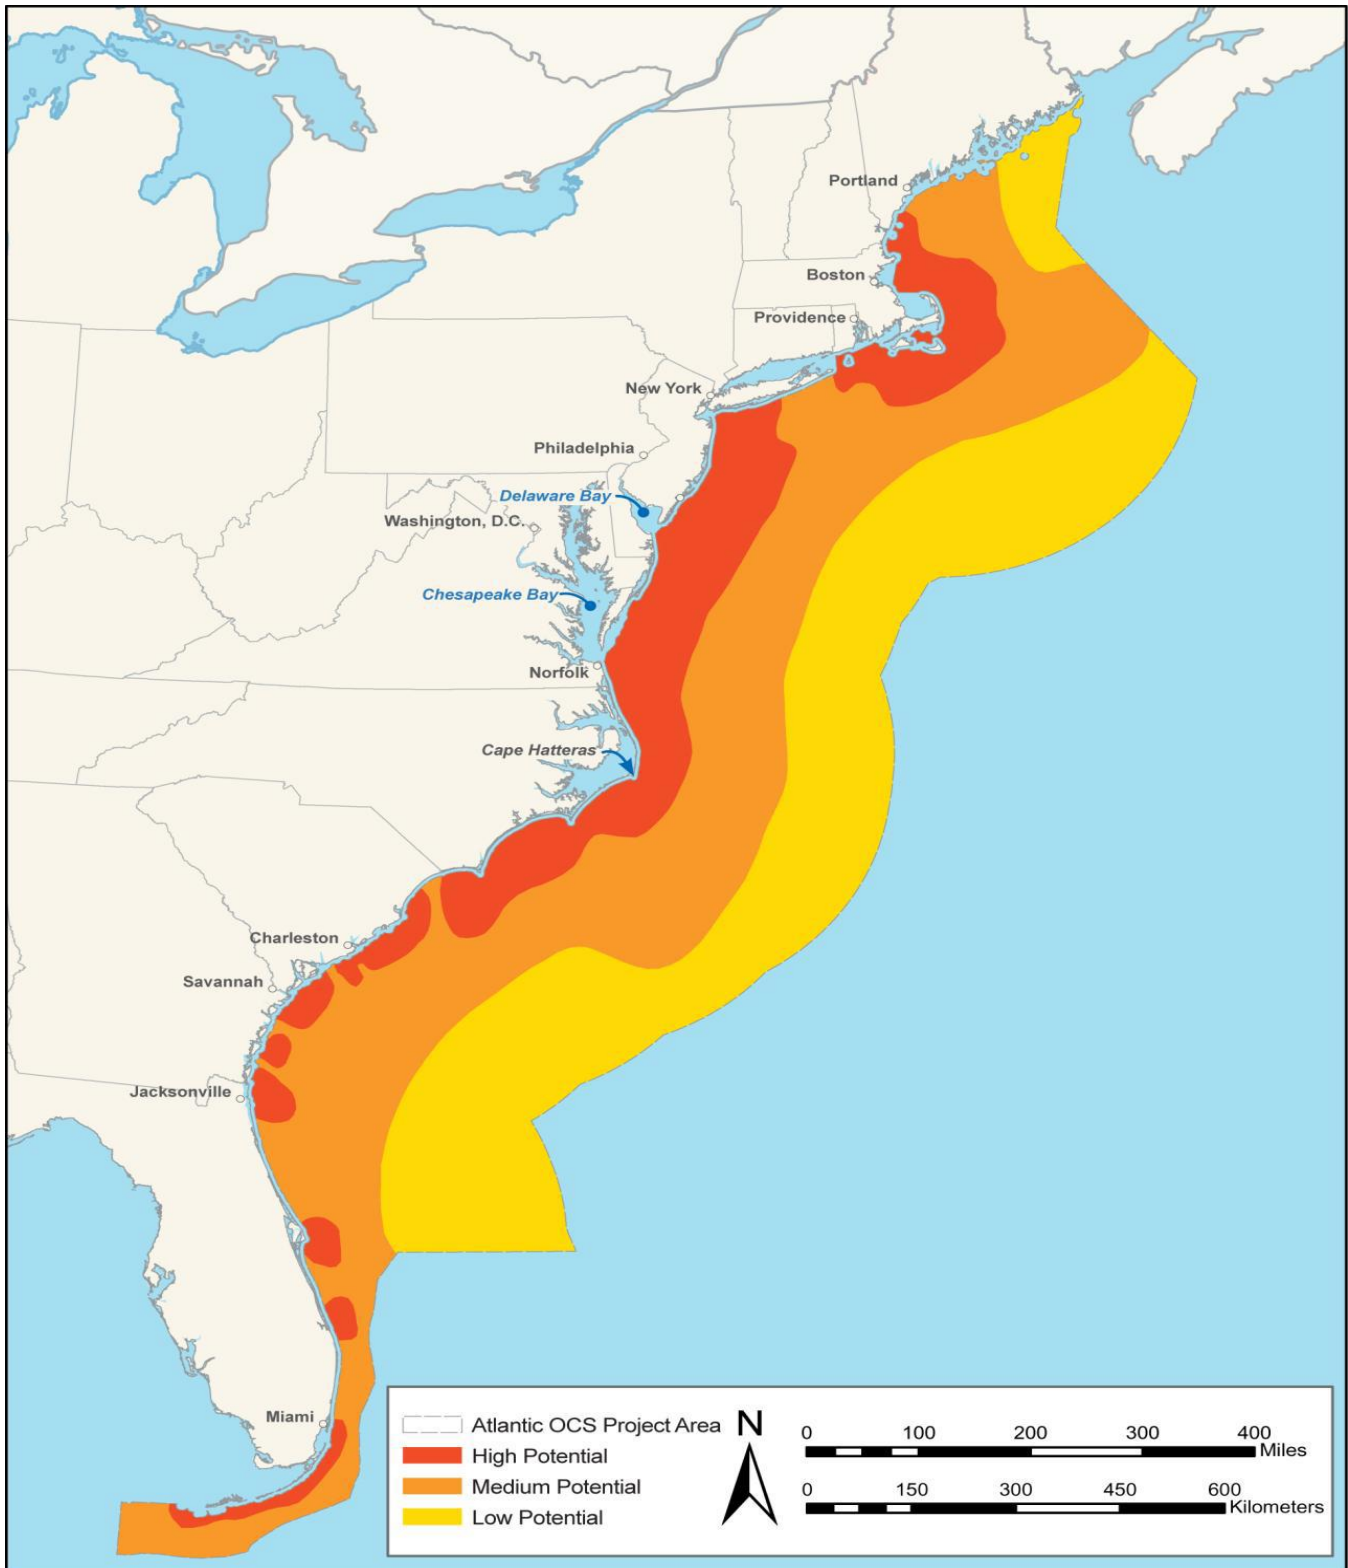 Portland
Boston
Providence
New York
Philadelphia
Delaware Bay
Washington, D.C.
Chesapeake Bay
Norfolk
Cape Hatteras
Charleston
Savannah
Jacksonville
Miami
Atlantic OCS Project Area
High Potential
Medium Potential
Low Potential
N
0 100 200 300 400
Miles
0 150 300 450 600
Kilometers